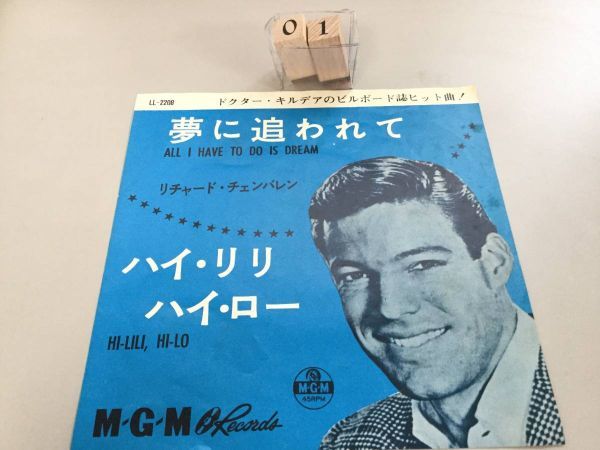 0 1
LL-2208
ドクター・キルデアのビルボード誌ヒット曲!
夢に追われて
ALL I HAVE TO DO IS DREAM
リチャード・チェンバレン
ハイ・リリ
ハイ・ロー
HI-LILI, HI-LO
M-G-M
45RPM
M-G-M Records